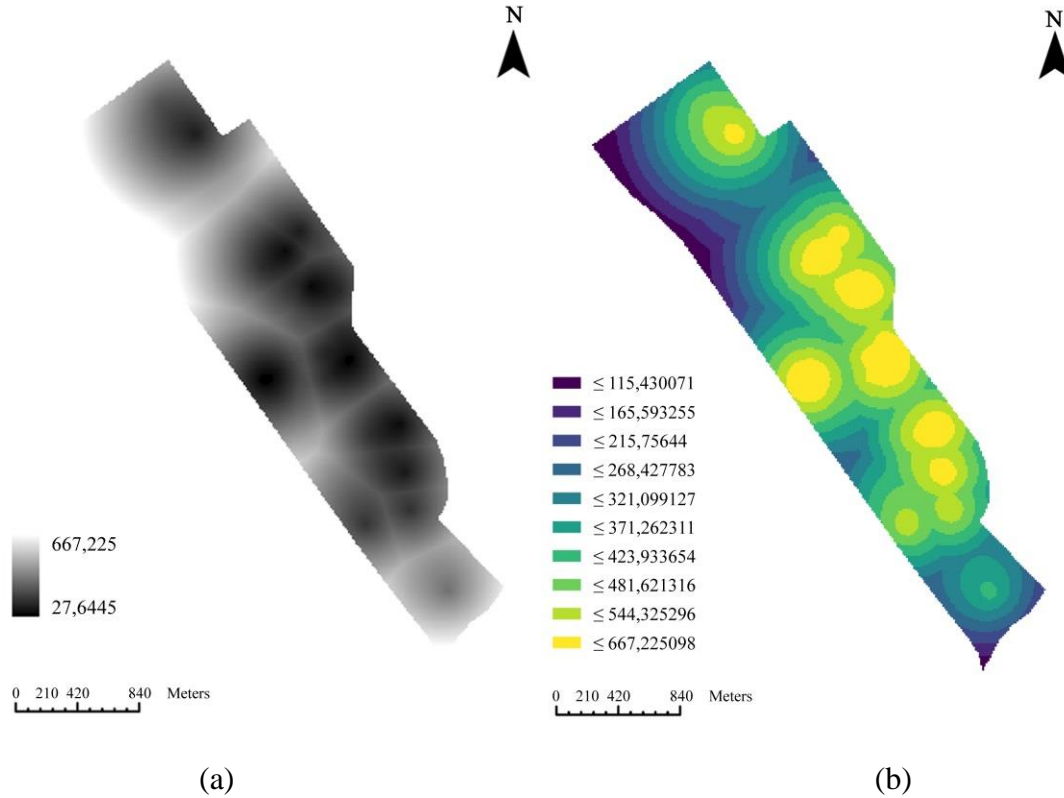 N
667,225
27,6445
0 210 420 840 Meters
(a)
N
≤ 115,430071
≤ 165,593255
≤ 215,75644
≤ 268,427783
≤ 321,099127
≤ 371,262311
≤ 423,933654
≤ 481,621316
≤ 544,325296
≤ 667,225098
0 210 420 840 Meters
(b)